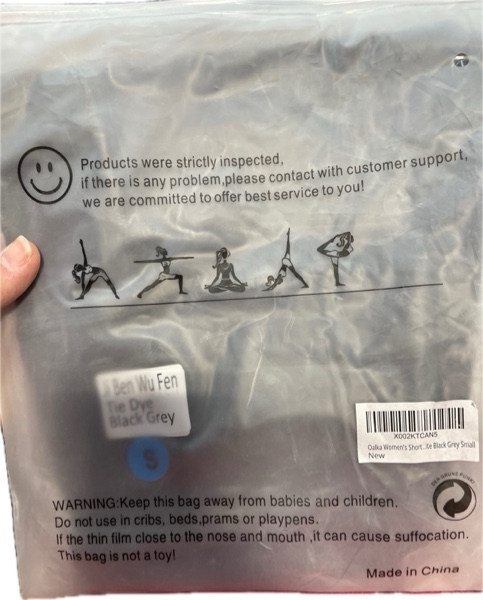 Products were strictly inspected,
if there is any problem,please contact with customer support,
we are committed to offer best service to you!
Ben Wu Fen
Tie Dye
Black Grey
S
X002KTCAN5
Oalka Women's Short...ie Black Grey Small
New
DER GRÜNE PUNKT
WARNING:Keep this bag away from babies and children.
Do not use in cribs, beds,prams or playpens.
If the thin film close to the nose and mouth ,it can cause suffocation.
This bag is not a toy!
Made in China